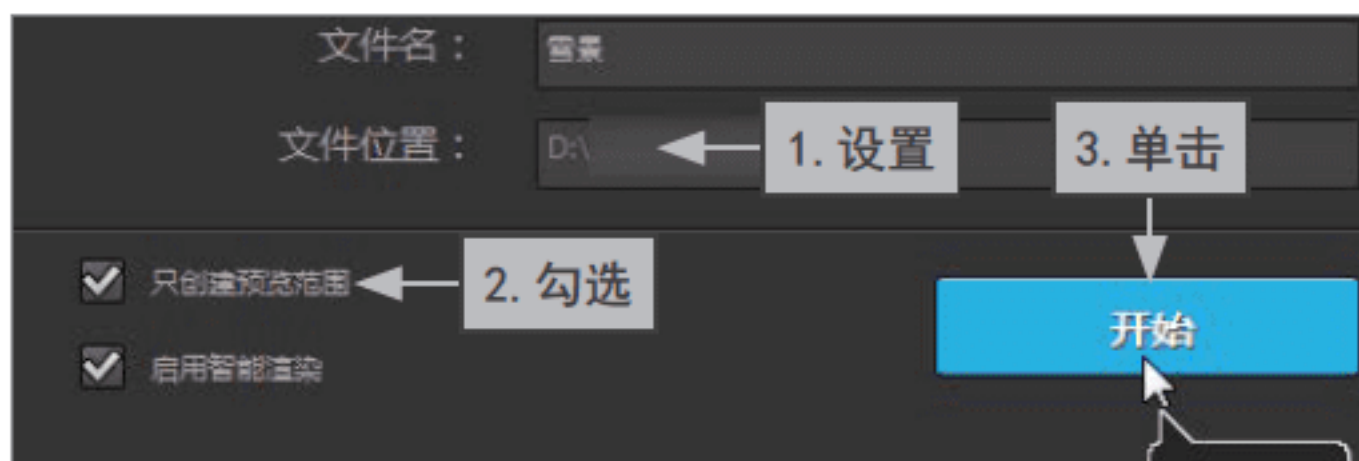 文件名： 雪景
文件位置： D:\ 1. 设置 3. 单击
只创建预览范围 2. 勾选
开始
启用智能渲染